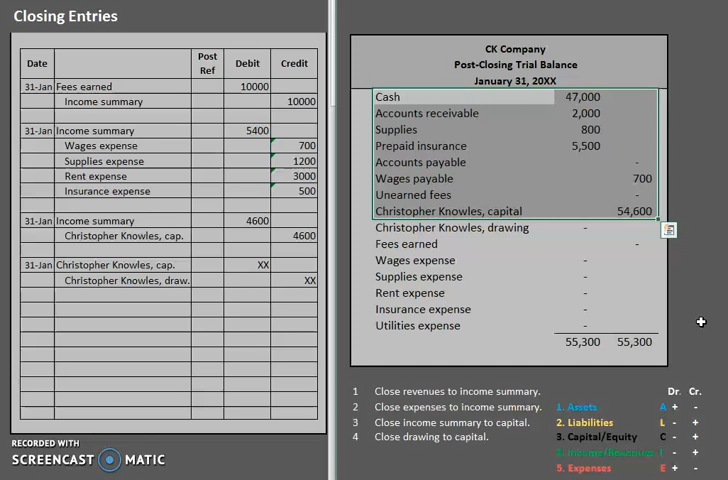 Closing Entries
Date Post Ref Debit Credit
31-Jan Fees earned 10000
Income summary 10000
31-Jan Income summary 5400
Wages expense 700
Supplies expense 1200
Rent expense 3000
Insurance expense 500
31-Jan Income summary 4600
Christopher Knowles, cap. 4600
31-Jan Christopher Knowles, cap. XX
Christopher Knowles, draw. XX
RECORDED WITH
SCREENCAST MATIC
CK Company
Post-Closing Trial Balance
January 31, 20XX
Cash 47,000
Accounts receivable 2,000
Supplies 800
Prepaid insurance 5,500
Accounts payable -
Wages payable 700
Unearned fees -
Christopher Knowles, capital 54,600
Christopher Knowles, drawing -
Fees earned -
Wages expense -
Supplies expense -
Rent expense -
Insurance expense -
Utilities expense -
55,300 55,300
1 Close revenues to income summary. Dr. Cr.
2 Close expenses to income summary. 1. Assets A + -
3 Close income summary to capital. 2. Liabilities L - +
4 Close drawing to capital. 3. Capital/Equity C - +
I - +
5. Expenses E + -